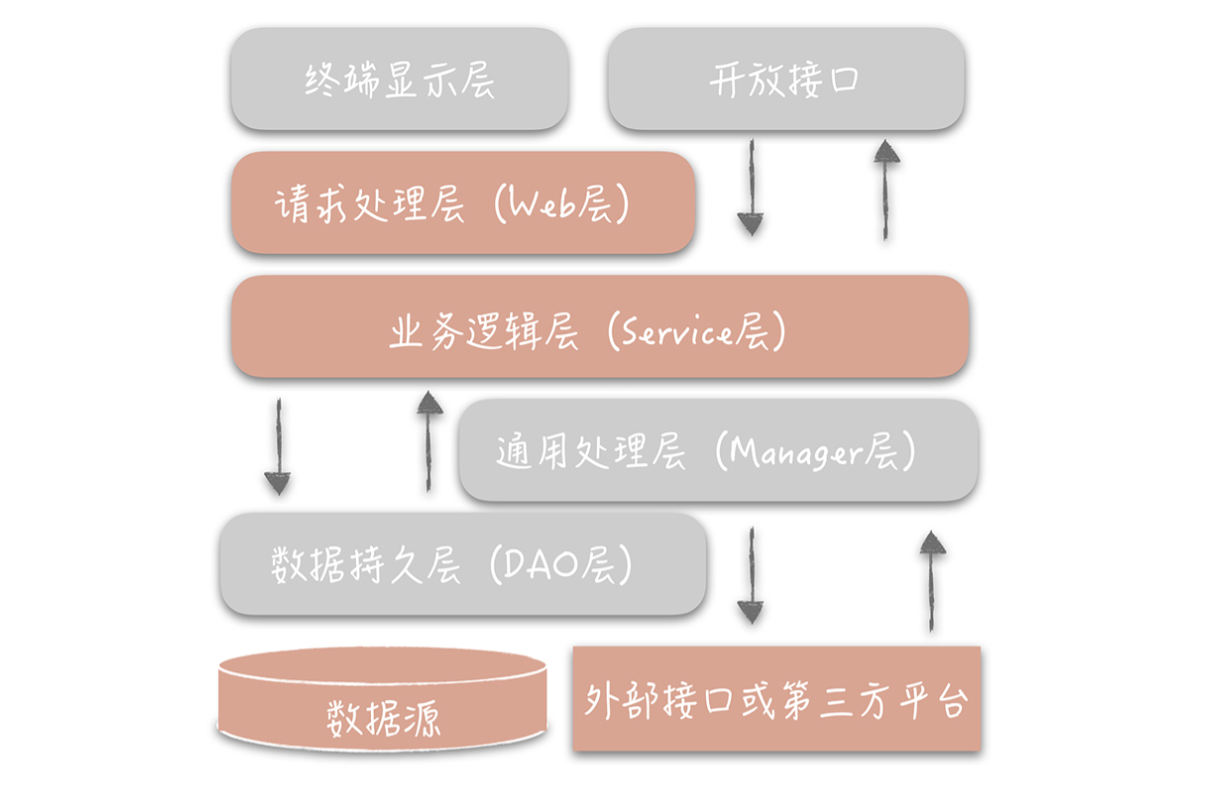 终端显示层
开放接口
请求处理层（Web层）
业务逻辑层（Service层）
通用处理层（Manager层）
数据持久层（DAO层）
数据源
外部接口或第三方平台